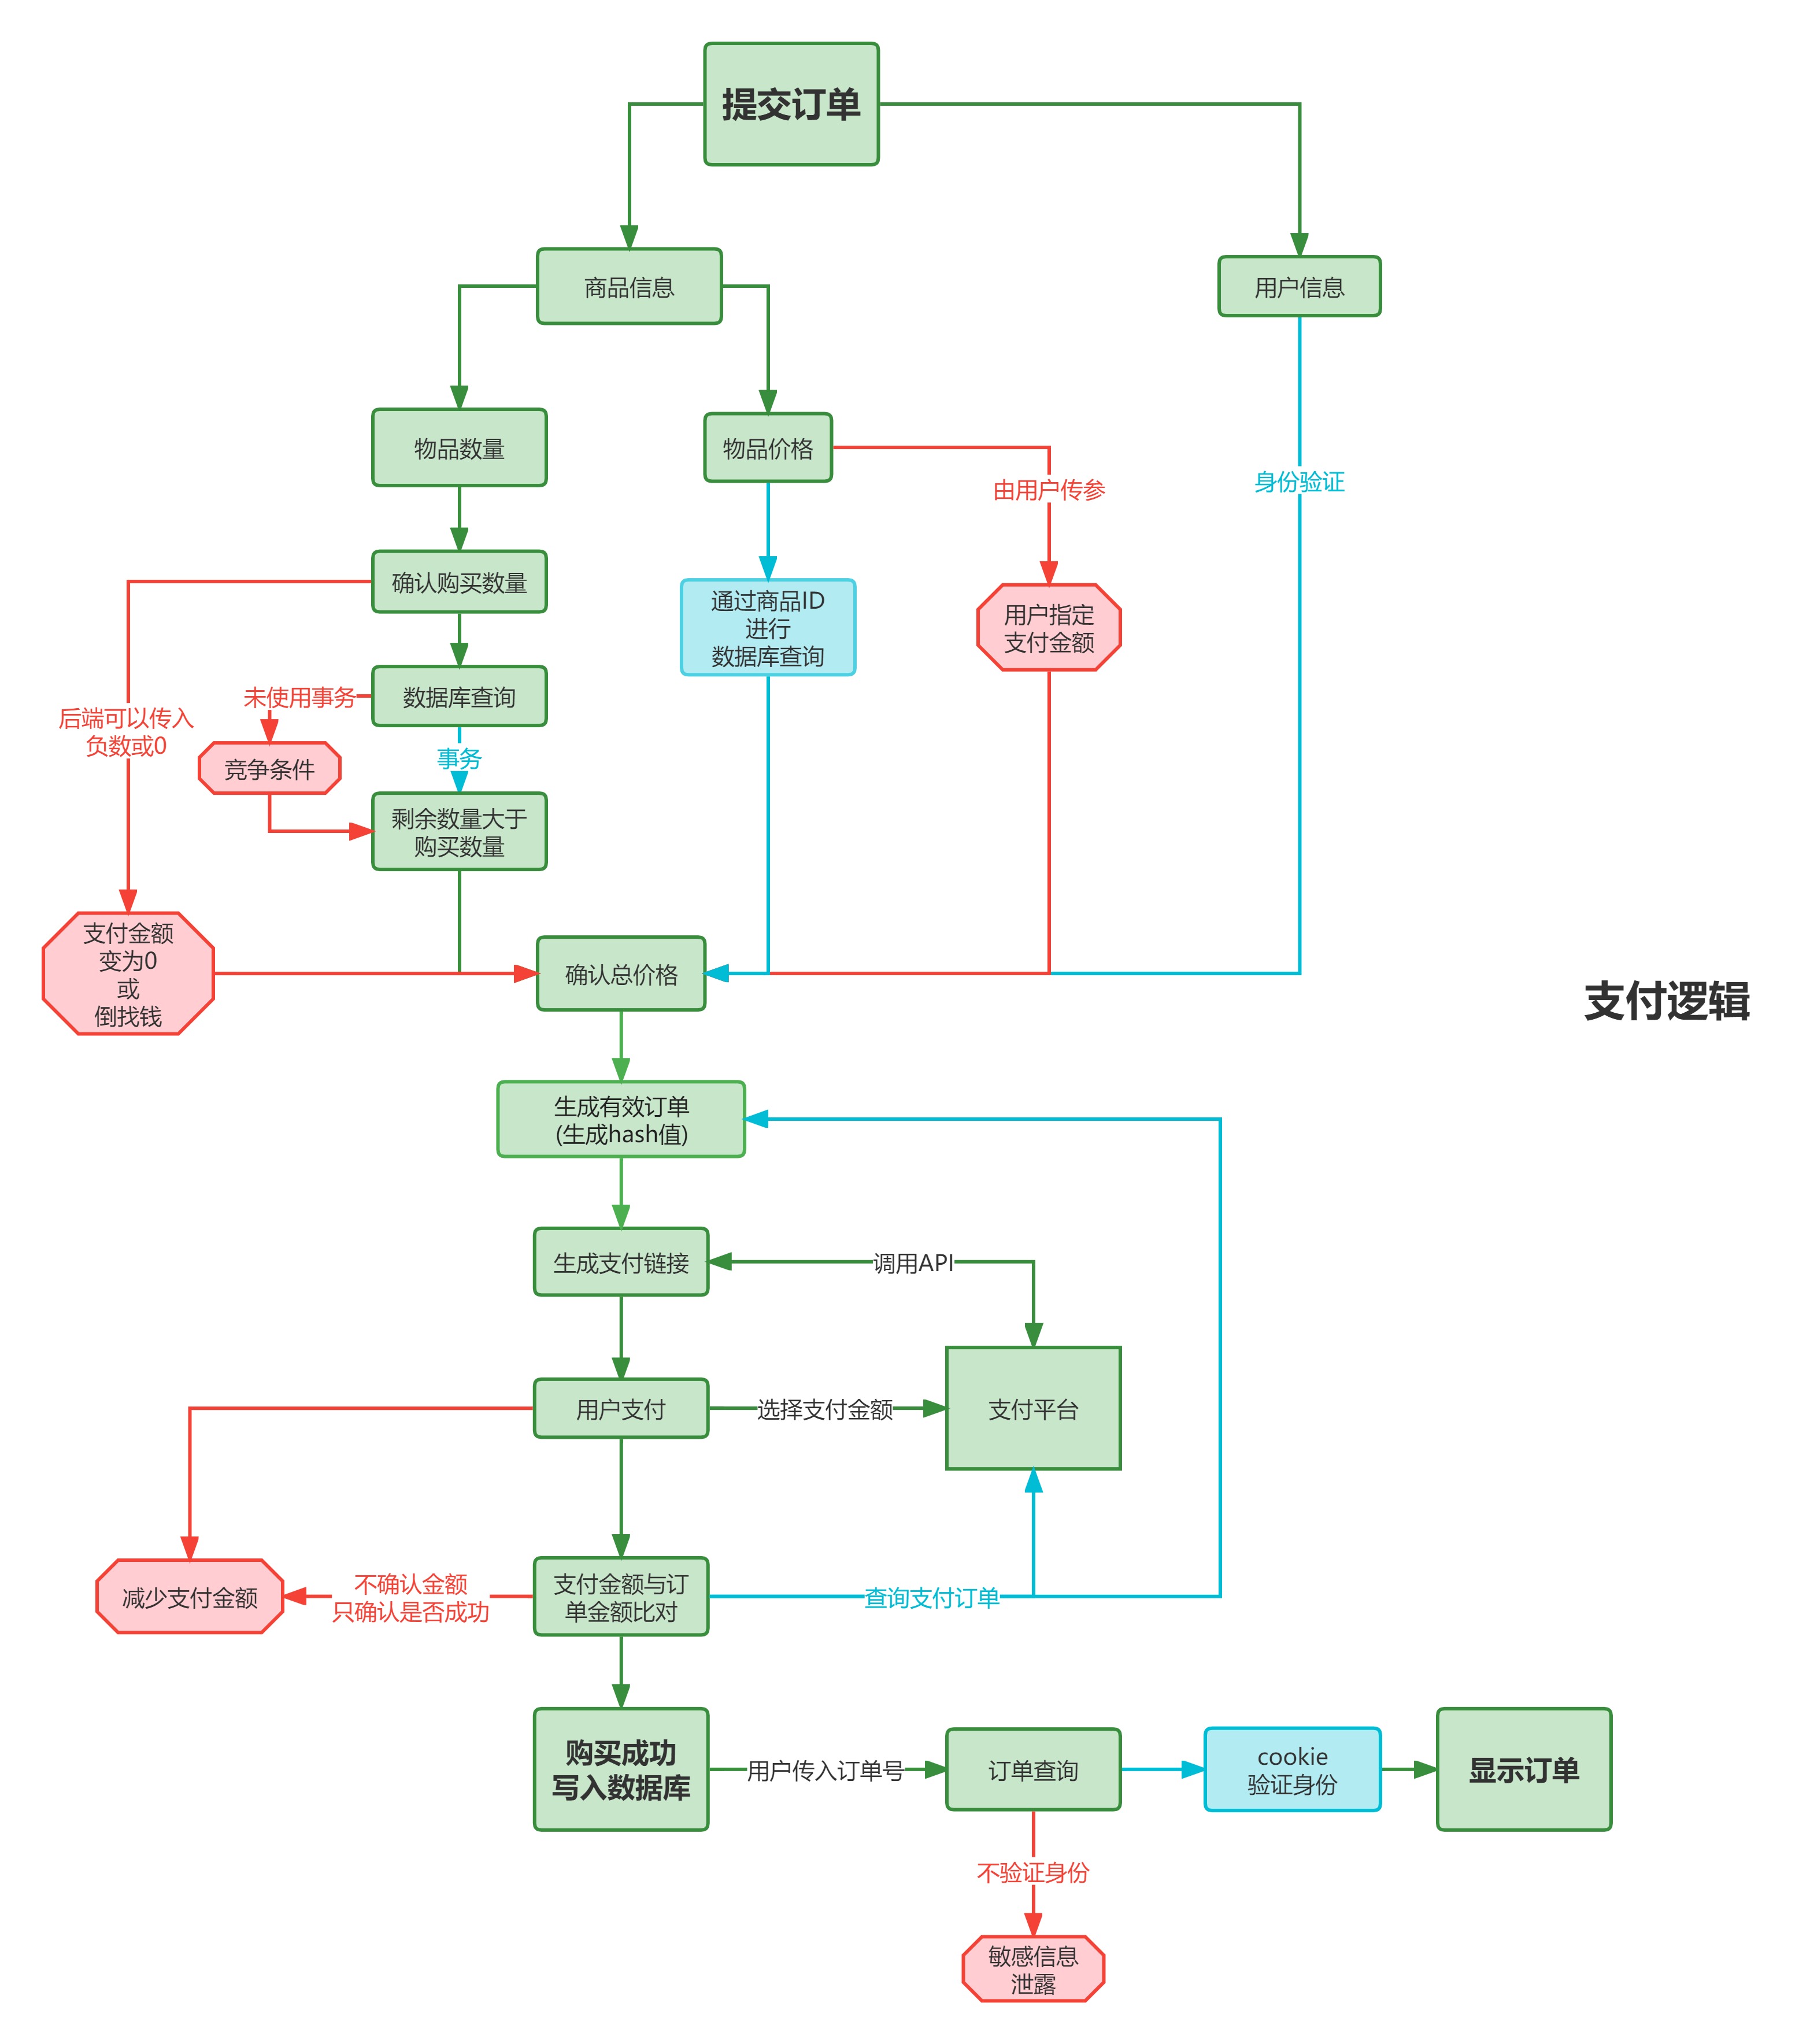 提交订单
商品信息
用户信息
物品数量
物品价格
由用户传参
身份验证
确认购买数量
通过商品ID
进行
数据库查询
用户指定
支付金额
后端可以传入
负数或0
未使用事务
数据库查询
事务
竞争条件
剩余数量大于
购买数量
支付金额
变为0
或
倒找钱
确认总价格
支付逻辑
生成有效订单
(生成hash值)
生成支付链接
调用API
用户支付
选择支付金额
支付平台
减少支付金额
不确认金额
只确认是否成功
支付金额与订
单金额比对
查询支付订单
购买成功
写入数据库
用户传入订单号
订单查询
cookie
验证身份
显示订单
不验证身份
敏感信息
泄露